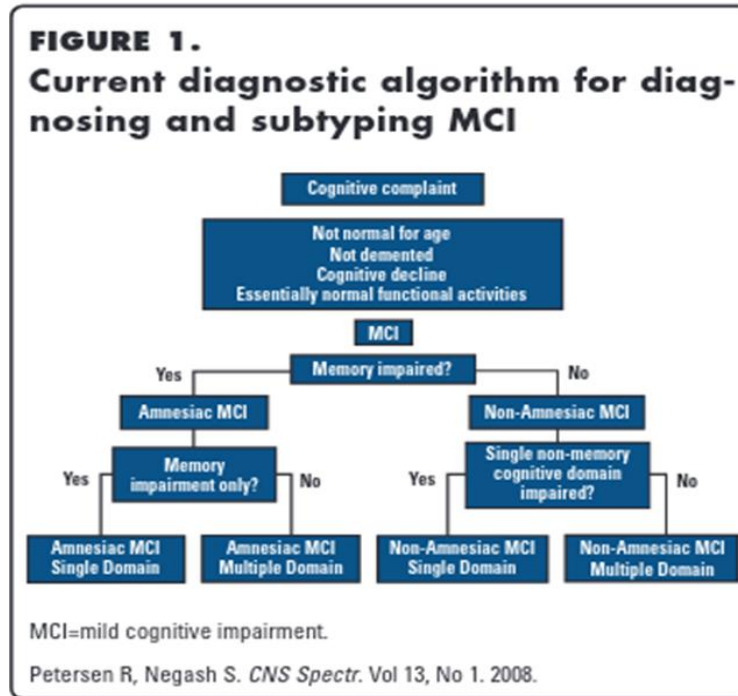 FIGURE 1.
Current diagnostic algorithm for diag-
nosing and subtyping MCI
Cognitive complaint
Not normal for age
Not demented
Cognitive decline
Essentially normal functional activities
MCI
Yes
Memory impaired?
No
Amnesiac MCI
Non-Amnesiac MCI
Yes
Memory
impairment only?
No
Yes
Single non-memory
cognitive domain
impaired?
No
Amnesiac MCI
Single Domain
Amnesiac MCI
Multiple Domain
Non-Amnesiac MCI
Single Domain
Non-Amnesiac MCI
Multiple Domain
MCI=mild cognitive impairment.
Petersen R, Negash S. CNS Spectr. Vol 13, No 1. 2008.